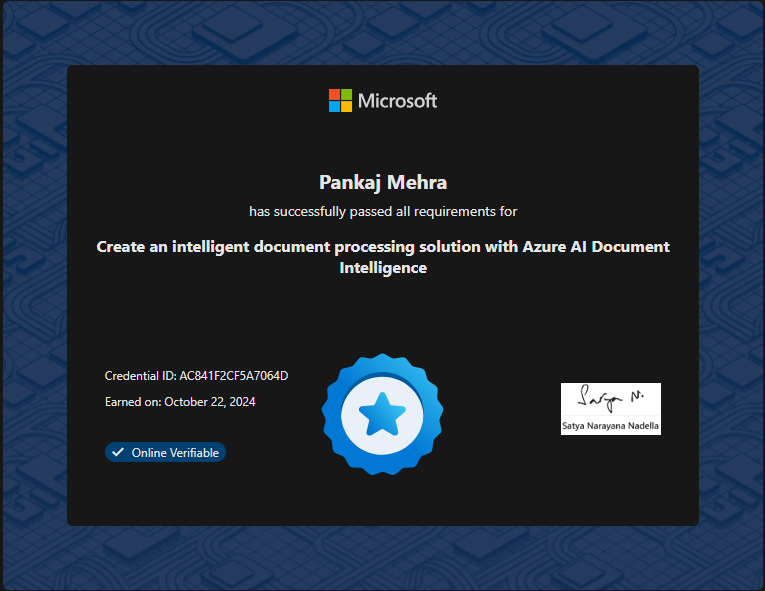 Microsoft
Pankaj Mehra
has successfully passed all requirements for
Create an intelligent document processing solution with Azure AI Document
Intelligence
Credential ID: AC841F2CF5A7064D
Earned on: October 22, 2024
Online Verifiable
Satya N.
Satya Narayana Nadella